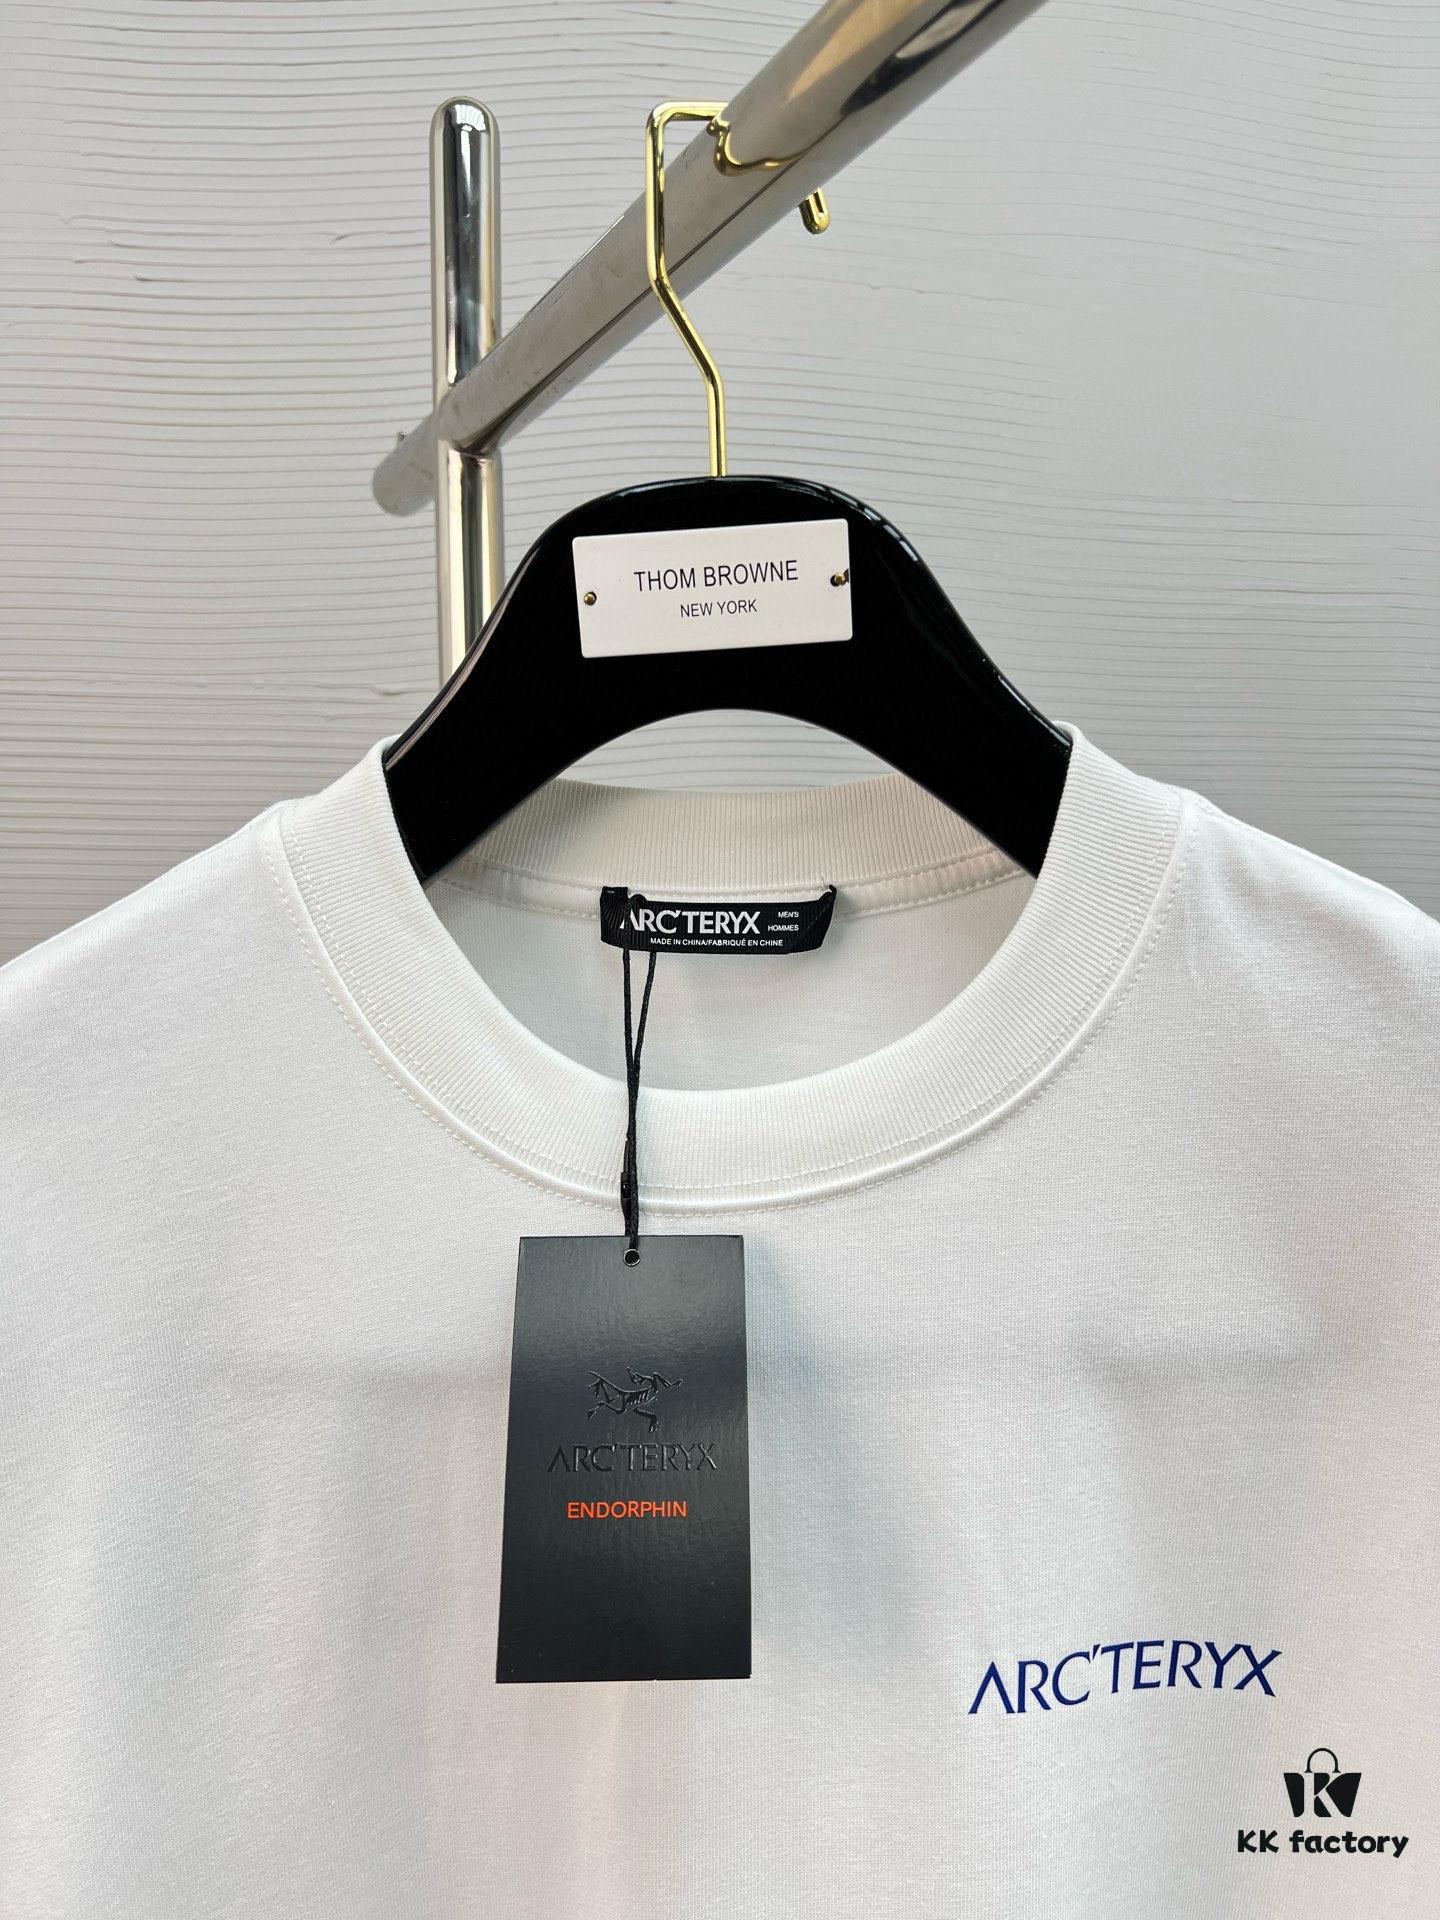 THOM BROWNE
NEW YORK
ARC'TERYX MEN'S
HOMMES
MADE IN CHINA/FABRIQUÉ EN CHINE
ARC'TERYX
ENDORPHIN
ARC'TERYX
KK factory